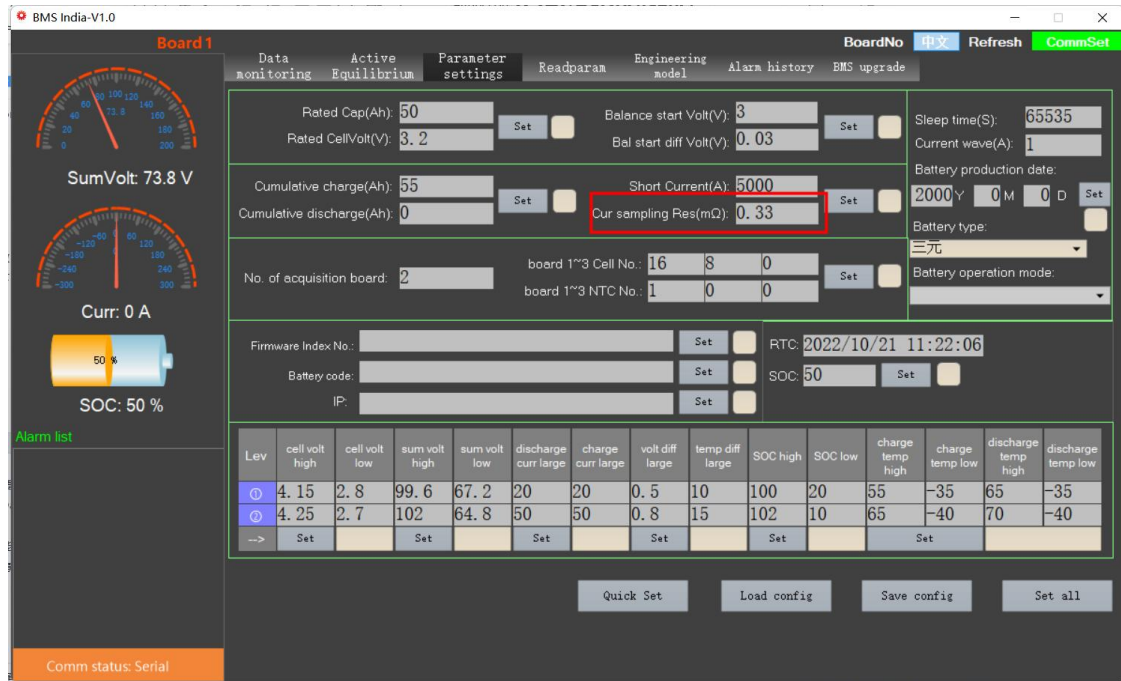 BMS India-V1.0
Board1
BoardNo 中文 Refresh CommSet
Data monitoring
Active Equilibrium
Parameter settings
Readparam
Engineering model
Alarm history
BMS upgrade
SumVolt: 73.8 V
Curr: 0 A
50 %
SOC: 50 %
Alarm list
Comm status: Serial
Rated Cap(Ah): 50
Rated CellVolt(V): 3.2
Set
Balance start Volt(V): 3
Bal start diff Volt(V): 0.03
Set
Cumulative charge(Ah): 55
Cumulative discharge(Ah): 0
Set
Short Current(A): 5000
Cur sampling Res(mΩ): 0.33
Set
No. of acquisition board: 2
board 1~3 Cell No.: 16 8 0
board 1~3 NTC No.: 1 0 0
Set
Sleep time(S): 65535
Current wave(A): 1
Battery production date:
2000 Y 0 M 0 D Set
Battery type:
三元
Battery operation mode:
Firmware Index No.: Set
Battery code: Set
IP: Set
RTC: 2022/10/21 11:22:06
SOC: 50 Set
Lev cell volt high cell volt low sum volt high sum volt low discharge curr large charge curr large volt diff large temp diff large SOC high SOC low charge temp high charge temp low discharge temp high discharge temp low
① 4.15 2.8 99.6 67.2 20 20 0.5 10 100 20 55 -35 65 -35
② 4.25 2.7 102 64.8 50 50 0.8 15 102 10 65 -40 70 -40
--> Set Set Set Set Set Set
Quick Set Load config Save config Set all